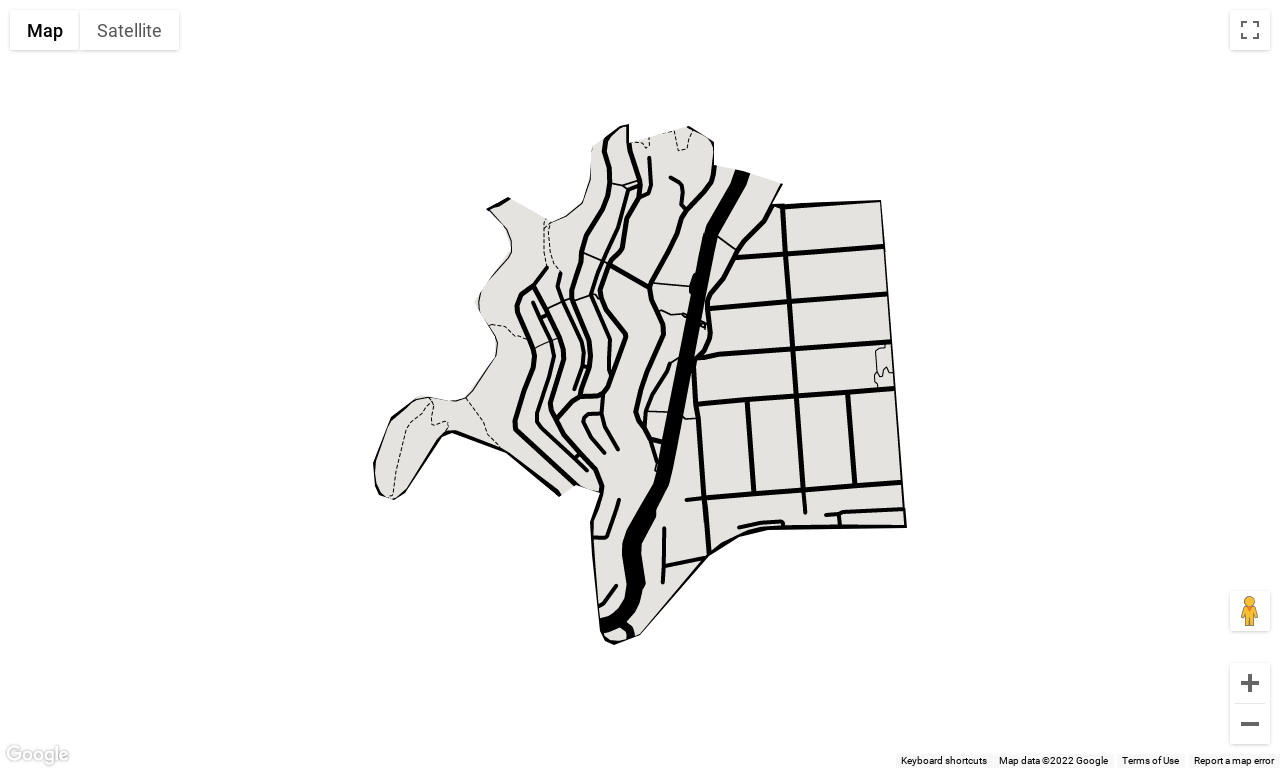 Map Satellite
Google
Keyboard shortcuts Map data ©2022 Google Terms of Use Report a map error